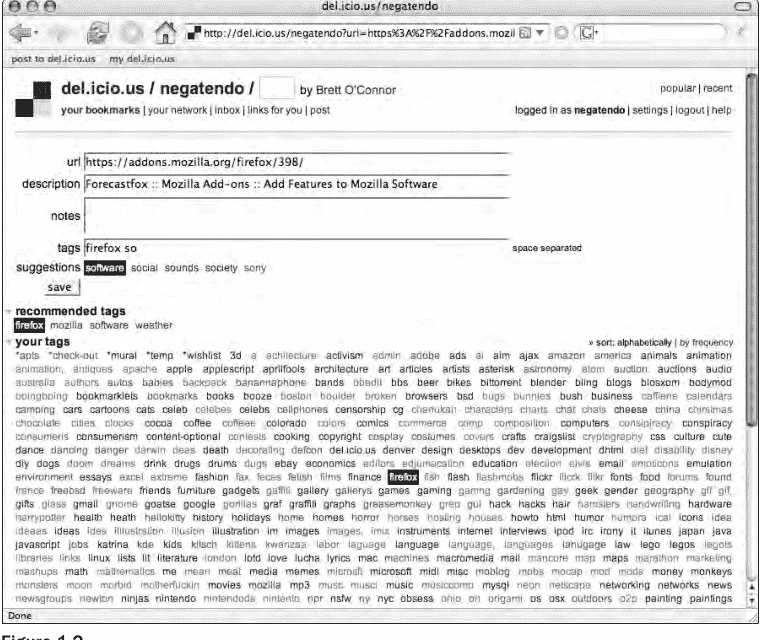 del.icio.us/negatendo
http://del.icio.us/negatendo?url=https%3A%2F%2Faddons.mozil
post to del.icio.us my del.icio.us
del.icio.us / negatendo / by Brett O'Connor popular | recent
your bookmarks | your network | inbox | links for you | post logged in as negatendo | settings | logout | help
url https://addons.mozilla.org/firefox/398/
description Forecastfox :: Mozilla Add-ons :: Add Features to Mozilla Software
notes
tags firefox so space separated
suggestions software social sounds society sony
save
recommended tags
firefox mozilla software weather
your tags » sort: alphabetically | by frequency
*apts *check-out *mural *temp *wishlist 3d a achitecture activism admin adobe ads ai aim ajax amazon america animals animation
animation, antiques apache apple applescript aprilfools architecture art articles artists asterisk astronomy atom auction auctions audio
australia authors autos babies backpack bananamaphone bands obedil bbs beer bikes bittorrent blender bling blogs blosxom bodymod
boingboing bookmarklets bookmarks books booze boston boulder broken browsers bsd bugs bunnies bush business caffiene calendars
camping cars cartoons cats celeb celebes celebs cellphones censorship cg chanukah characters charts chat chats cheese china christmas
chocolate cities clocks cocoa coffee coffeee colorado colors comics commerce comp composition computers consipiracy conspiracy
consumeris consumerism content-optional contests cooking copyright cosplay costumes covers crafts craigslist cryptography css culture cute
dance dancing danger darwin dees death decorating defcon del.icio.us denver design desktops dev development dhtml diet disability disney
diy dogs doom dreams drink drugs drums dugs ebay economics editors edjumacation education election elvis email emoticons emulation
environment essays excel extreme fashion fax feces fetish films finance firefox fish flash flashmobs flickr flicrk flikr fonts food forums found
france freebsd freeware friends furniture gadgets gaffili gallery gallerys games gaming gamng gardening gay geek gender geography gif gif,
gifts glass gmail gnome goatse google gorillas graf graffiti graphs greasemonkey grep gui hack hacks hair hamsters handwriting hardware
harrypotter health heath hellokitty history holidays home homes horror horses hosting houses howto html humor humora ical icons idea
ideaas ideas ides illustration illusion illustration im images images, imix instruments internet interviews ipod irc irony it itunes japan java
javascript jobs katrina kde kids kitsch kittens kwanzaa labor laguage language language, languages lanugage law lego legos legots
libraries links linux lists lit literature london lotd love lucha lyrics mac machines macromedia mail mancore map maps marathon marketing
mashups math mathematics me mean meat media memes microsft microsoft midi misc moblog mobs mocap mod mods money monkeys
monsters moon morbid motherfuckin movies mozilla mp3 musc musci music musiccomp mysql neon netscape networking networks news
newsgroups newton ninjas nintendo nintendods nintento npr nsfw ny nyc obsess ohio on origami os osx outdoors p2p painting paintings
Done
Figure 1-2